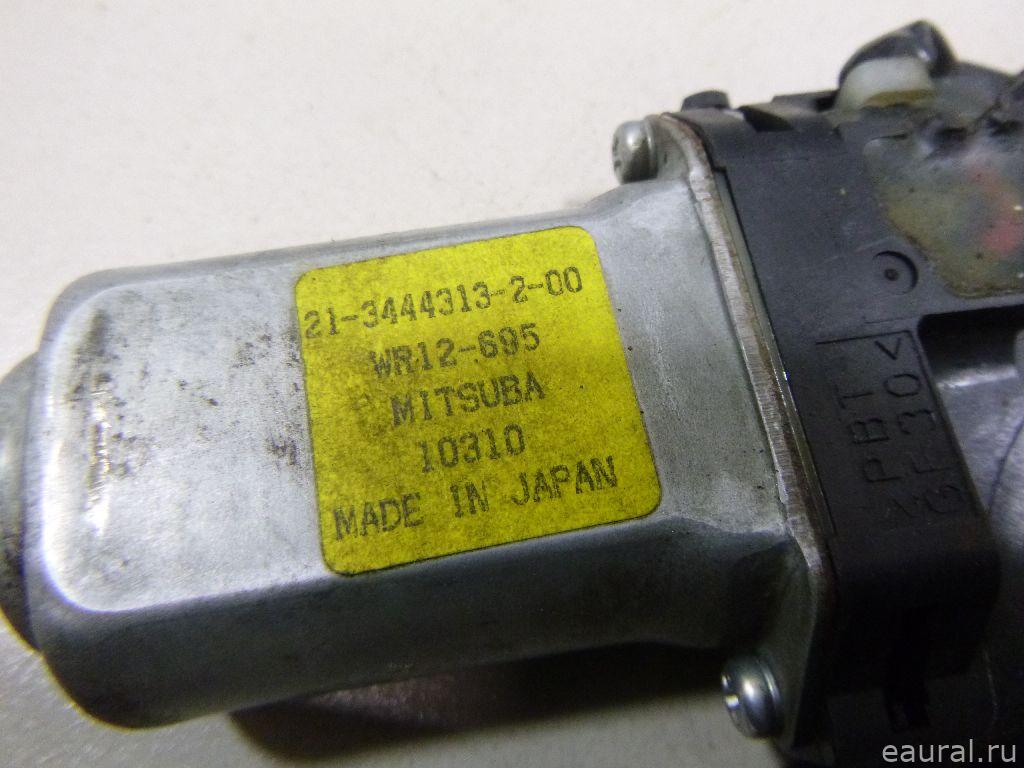 21-3444313-2-00
WR12-695
MITSUBA
10310
MADE IN JAPAN
>PBT
GF30<
eaural.ru